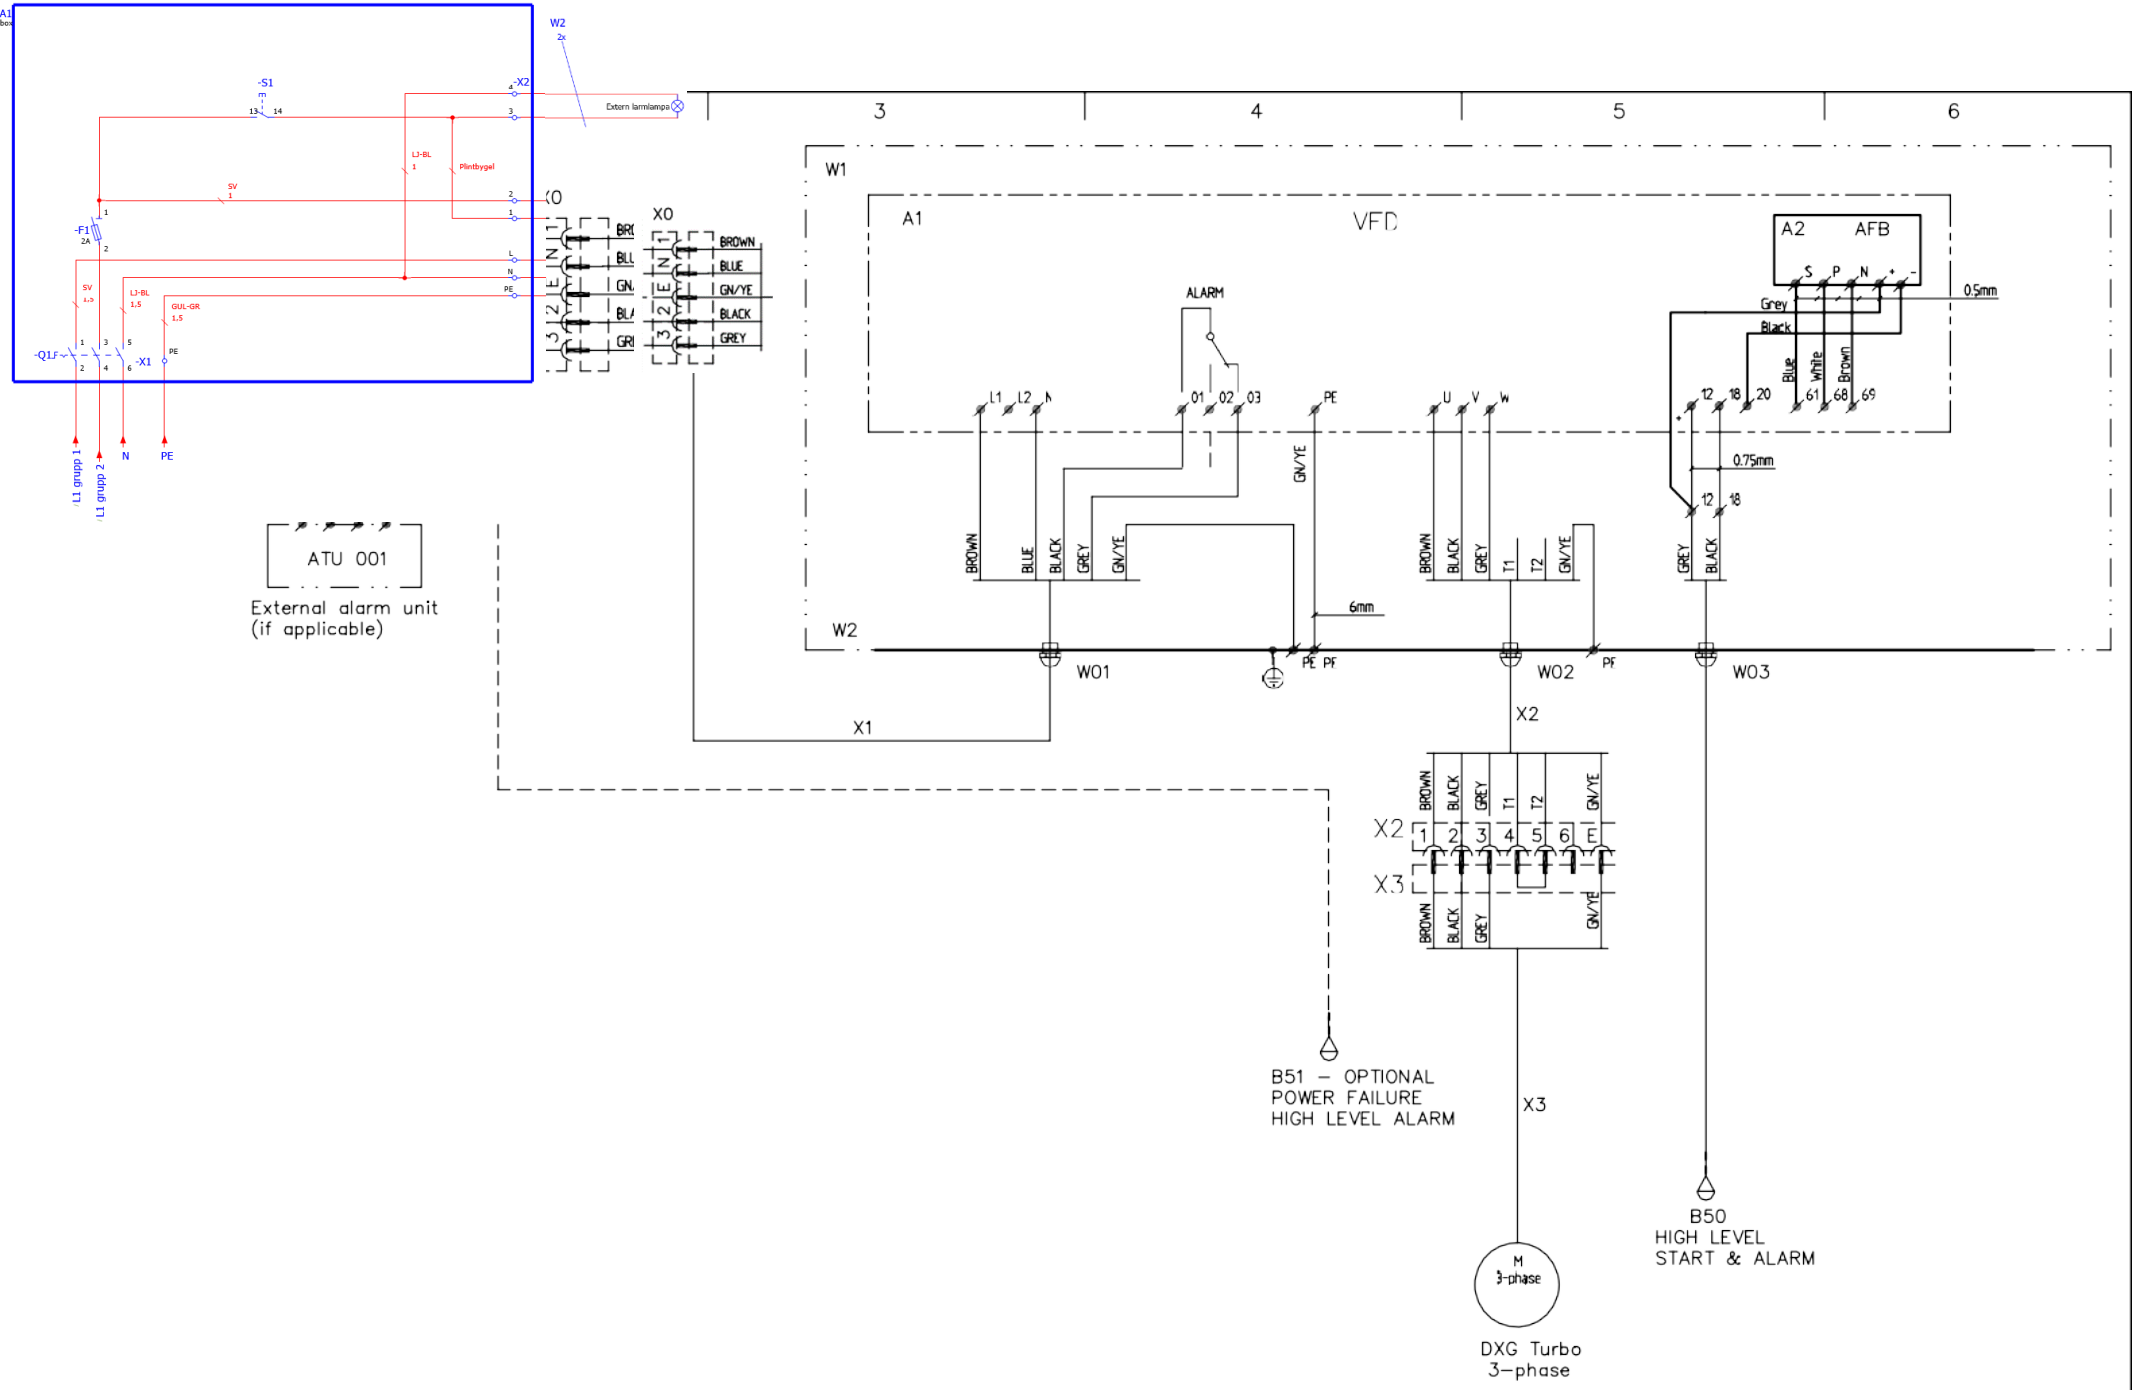 A1
box
W2
2x
-S1
13
14
-X2
4
3
Extern larmlampa
LJ-BL
1
Plintbygel
SV
1
2
1
-F1
2A
1
2
L
N
PE
SV
1,5
LJ-BL
1,5
GUL-GR
1,5
-Q1
1
3
5
2
4
6
-X1
PE
L1 grupp 1
L1 grupp 2
N
PE
3
4
5
6
X0
1
N
E
2
3
BROWN
BLUE
GN/YE
BLACK
GREY
1
N
E
2
3
W1
A1
VFD
A2
AFB
S
P
N
+
-
0.5mm
Grey
Black
Blue
White
Brown
ALARM
L1
L2
N
01
02
03
PE
U
V
W
12
18
20
61
68
69
+
0.75mm
12
18
GN/YE
BROWN
BLUE
BLACK
GREY
GN/YE
BROWN
BLACK
GREY
T1
T2
GN/YE
GREY
BLACK
6mm
W2
PE
PE
PE
W01
W02
W03
ATU 001
External alarm unit
(if applicable)
X1
X2
BROWN
BLACK
GREY
T1
T2
GN/YE
X2
1
2
3
4
5
6
E
X3
BROWN
BLACK
GREY
GN/YE
X3
B51 – OPTIONAL
POWER FAILURE
HIGH LEVEL ALARM
B50
HIGH LEVEL
START & ALARM
M
3-phase
DXG Turbo
3-phase